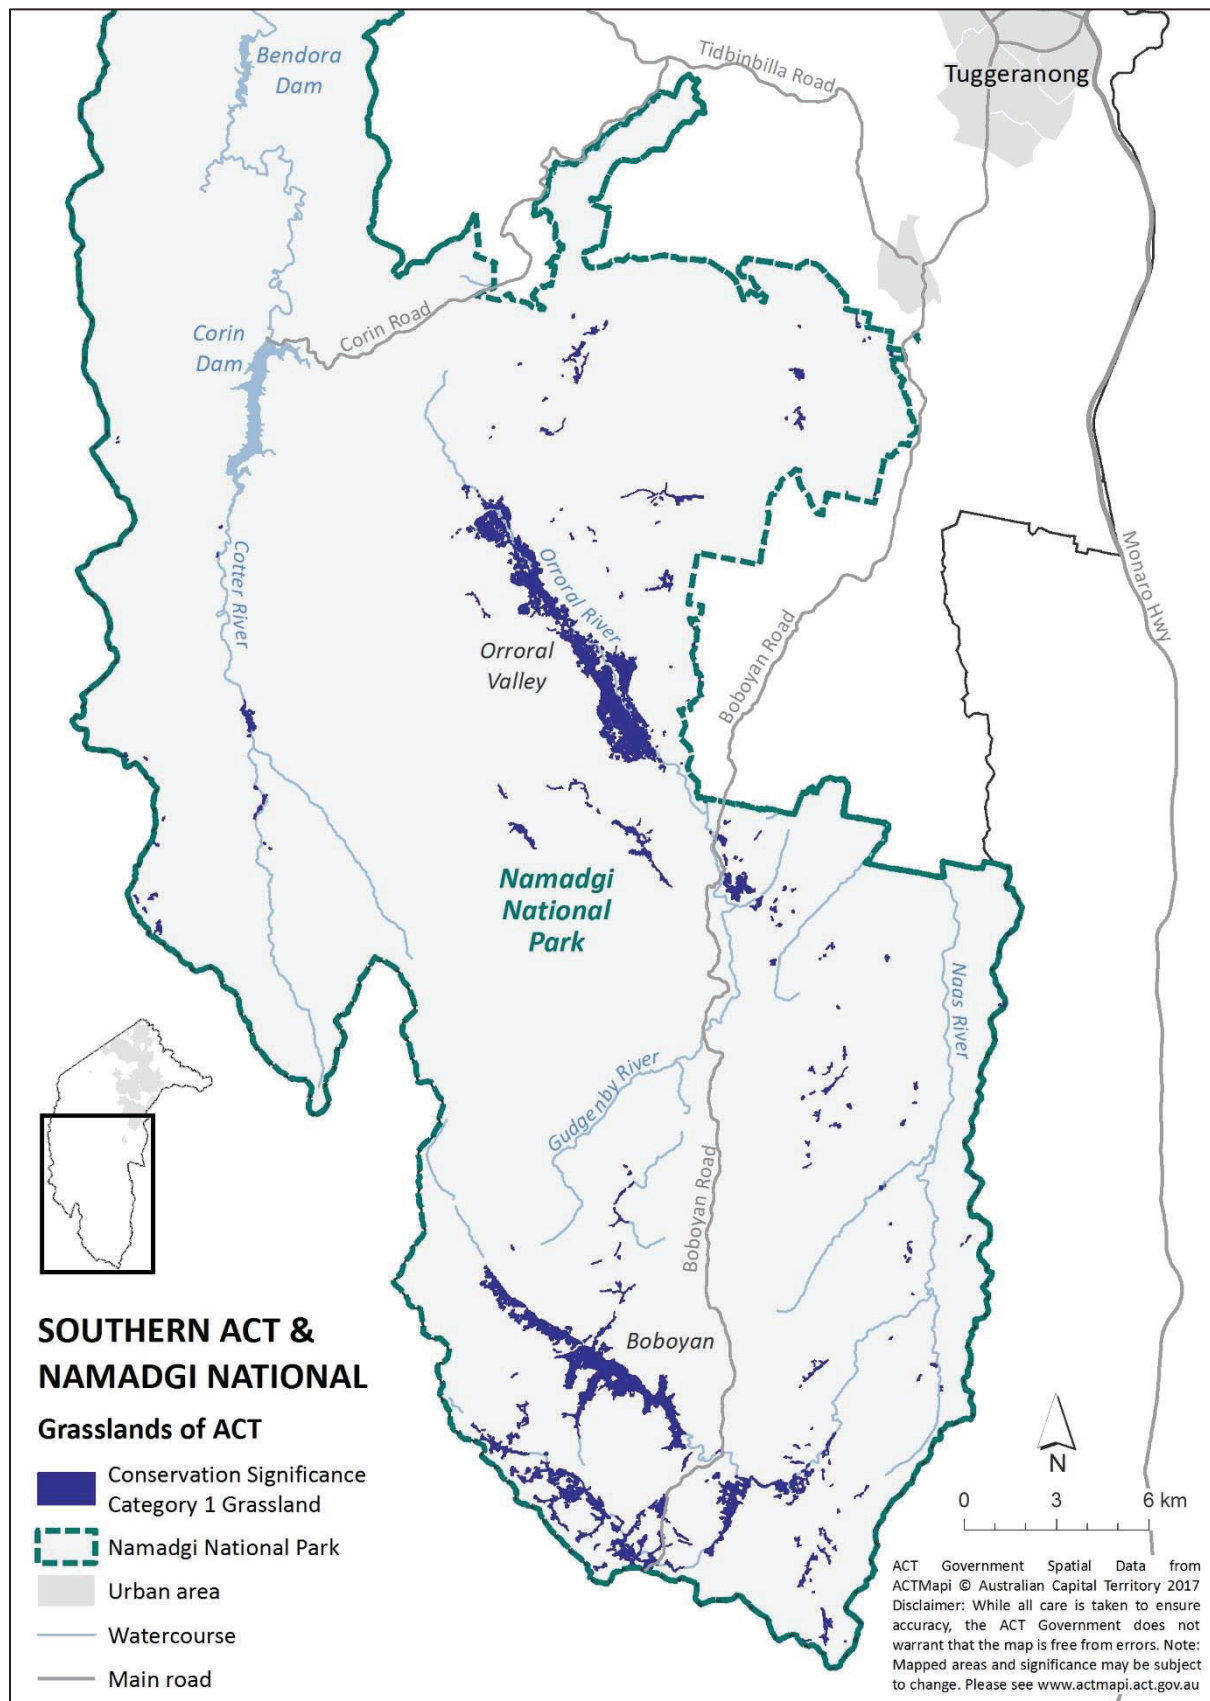 Bendora
Dam
Tidbinbilla Road
Tuggeranong
Corin
Dam
Corin Road
Cotter River
Orroral River
Orroral
Valley
Monaro Hwy
Boboyan Road
Namadgi
National
Park
Naas River
Gudgenby River
Boboyan Road
Boboyan
SOUTHERN ACT &
NAMADGI NATIONAL
Grasslands of ACT
Conservation Significance
Category 1 Grassland
Namadgi National Park
Urban area
Watercourse
Main road
N
0 3 6 km
ACT Government Spatial Data from
ACTMapi © Australian Capital Territory 2017
Disclaimer: While all care is taken to ensure
accuracy, the ACT Government does not
warrant that the map is free from errors. Note:
Mapped areas and significance may be subject
to change. Please see www.actmapi.act.gov.au